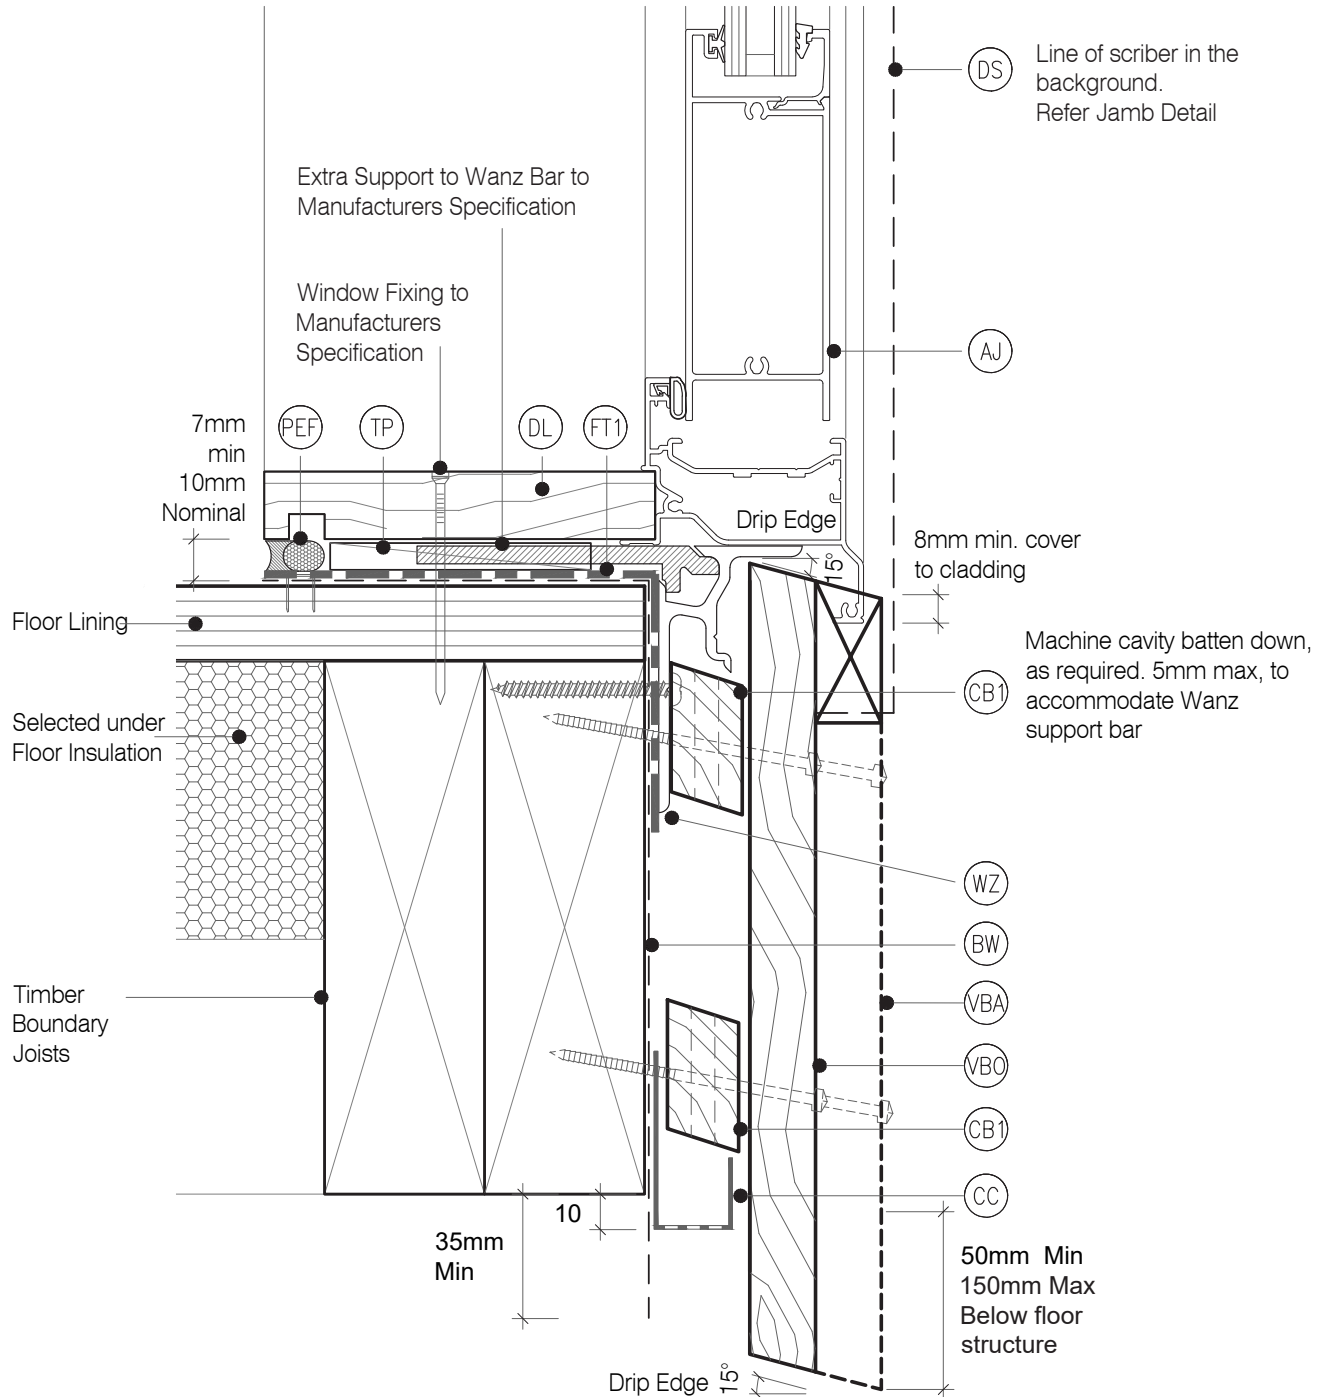 DS
Line of scriber in the
background.
Refer Jamb Detail
Extra Support to Wanz Bar to
Manufacturers Specification
Window Fixing to
Manufacturers
Specification
AJ
7mm
min
10mm
Nominal
PEF
TP
DL
FT1
Drip Edge
15°
8mm min. cover
to cladding
Floor Lining
Machine cavity batten down,
as required. 5mm max, to
accommodate Wanz
support bar
CB1
Selected under
Floor Insulation
WZ
BW
VBA
Timber
Boundary
Joists
VBO
CB1
CC
10
35mm
Min
50mm Min
150mm Max
Below floor
structure
Drip Edge
15°